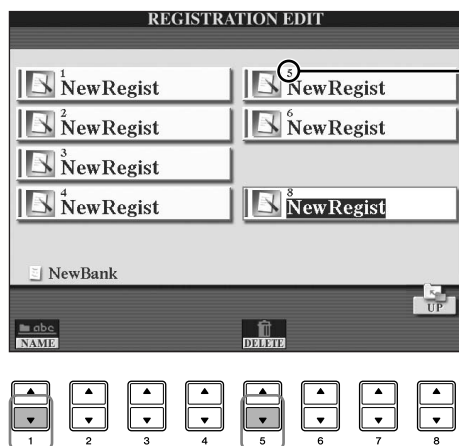 REGISTRATION EDIT
1
NewRegist
2
NewRegist
3
NewRegist
4
NewRegist
5
NewRegist
6
NewRegist
8
NewRegist
NewBank
UP
abc
NAME
DELETE
1 2 3 4 5 6 7 8